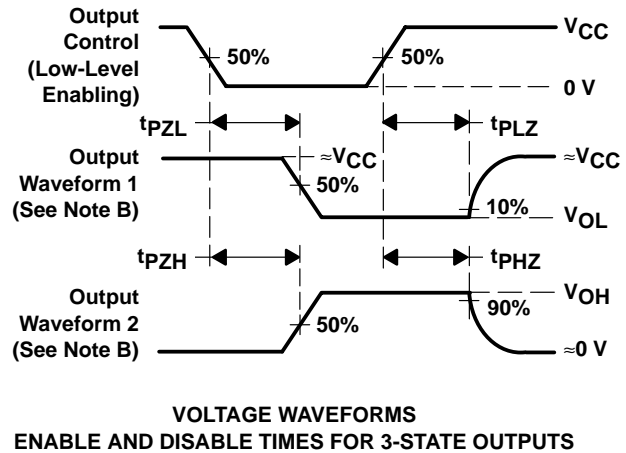 Output
Control
(Low-Level
Enabling)
50%
50%
VCC
0 V
tPZL
tPLZ
Output
Waveform 1
(See Note B)
≈VCC
50%
≈VCC
10%
VOL
tPZH
tPHZ
Output
Waveform 2
(See Note B)
50%
VOH
90%
≈0 V
VOLTAGE WAVEFORMS
ENABLE AND DISABLE TIMES FOR 3-STATE OUTPUTS